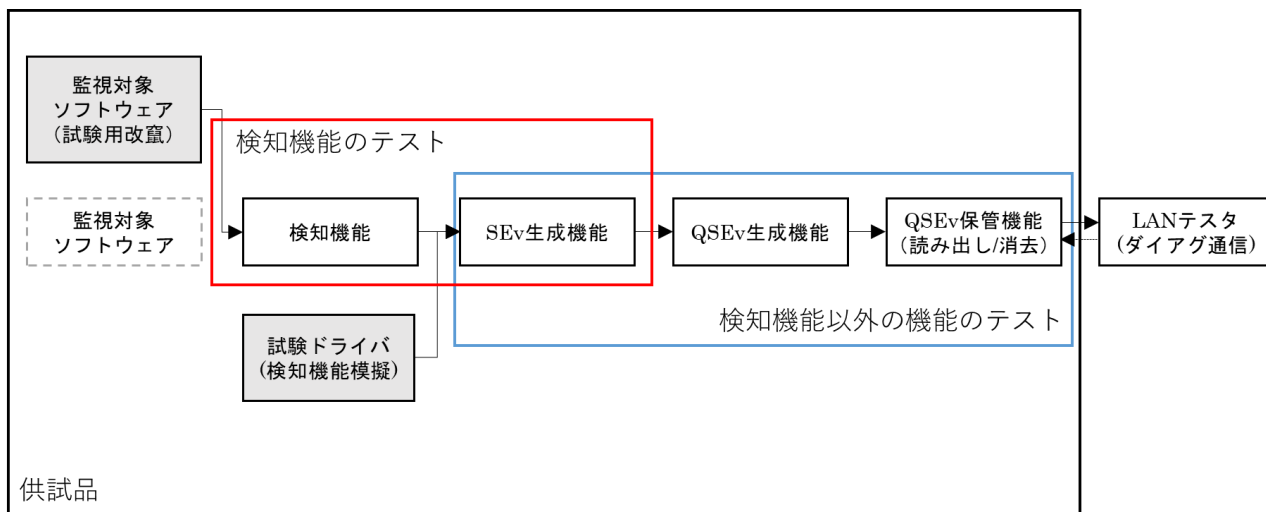 監視対象
ソフトウェア
（試験用改竄）
検知機能のテスト
監視対象
ソフトウェア
検知機能
SEv生成機能
QSEv生成機能
QSEv保管機能
（読み出し/消去）
LANテスタ
(ダイアグ通信)
検知機能以外の機能のテスト
試験ドライバ
(検知機能模擬)
供試品